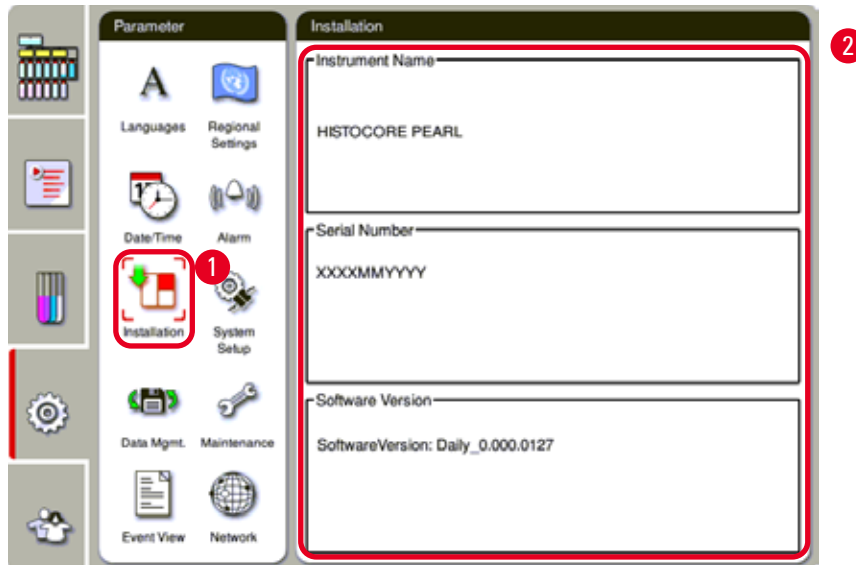 Parameter
Installation
2
Instrument Name
A
Languages
Regional
Settings
HISTOCORE PEARL
Date/Time
Alarm
Serial Number
1
XXXXMMYYYY
Installation
System
Setup
Software Version
Data Mgmt.
Maintenance
SoftwareVersion: Daily_0.000.0127
Event View
Network